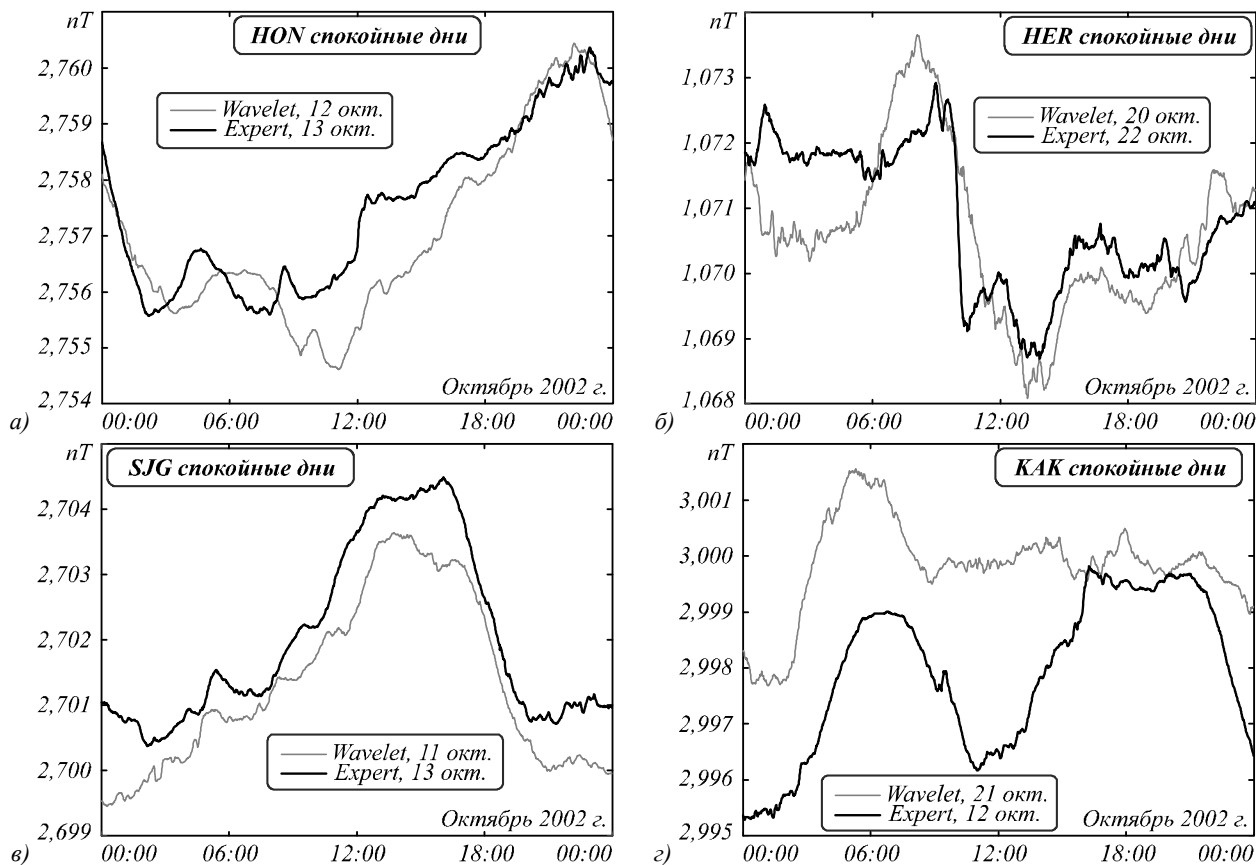 nT
HON спокойные дни
2,760
2,759
2,758
2,757
2,756
2,755
2,754
Wavelet, 12 окт.
Expert, 13 окт.
Октябрь 2002 г.
а)
00:00 06:00 12:00 18:00 00:00
nT
HER спокойные дни
1,073
1,072
1,071
1,070
1,069
1,068
Wavelet, 20 окт.
Expert, 22 окт.
Октябрь 2002 г.
б)
00:00 06:00 12:00 18:00 00:00
nT
SJG спокойные дни
2,704
2,703
2,702
2,701
2,700
2,699
Wavelet, 11 окт.
Expert, 13 окт.
Октябрь 2002 г.
в)
00:00 06:00 12:00 18:00 00:00
nT
KAK спокойные дни
3,001
3,000
2,999
2,998
2,997
2,996
2,995
Wavelet, 21 окт.
Expert, 12 окт.
Октябрь 2002 г.
г)
00:00 06:00 12:00 18:00 00:00